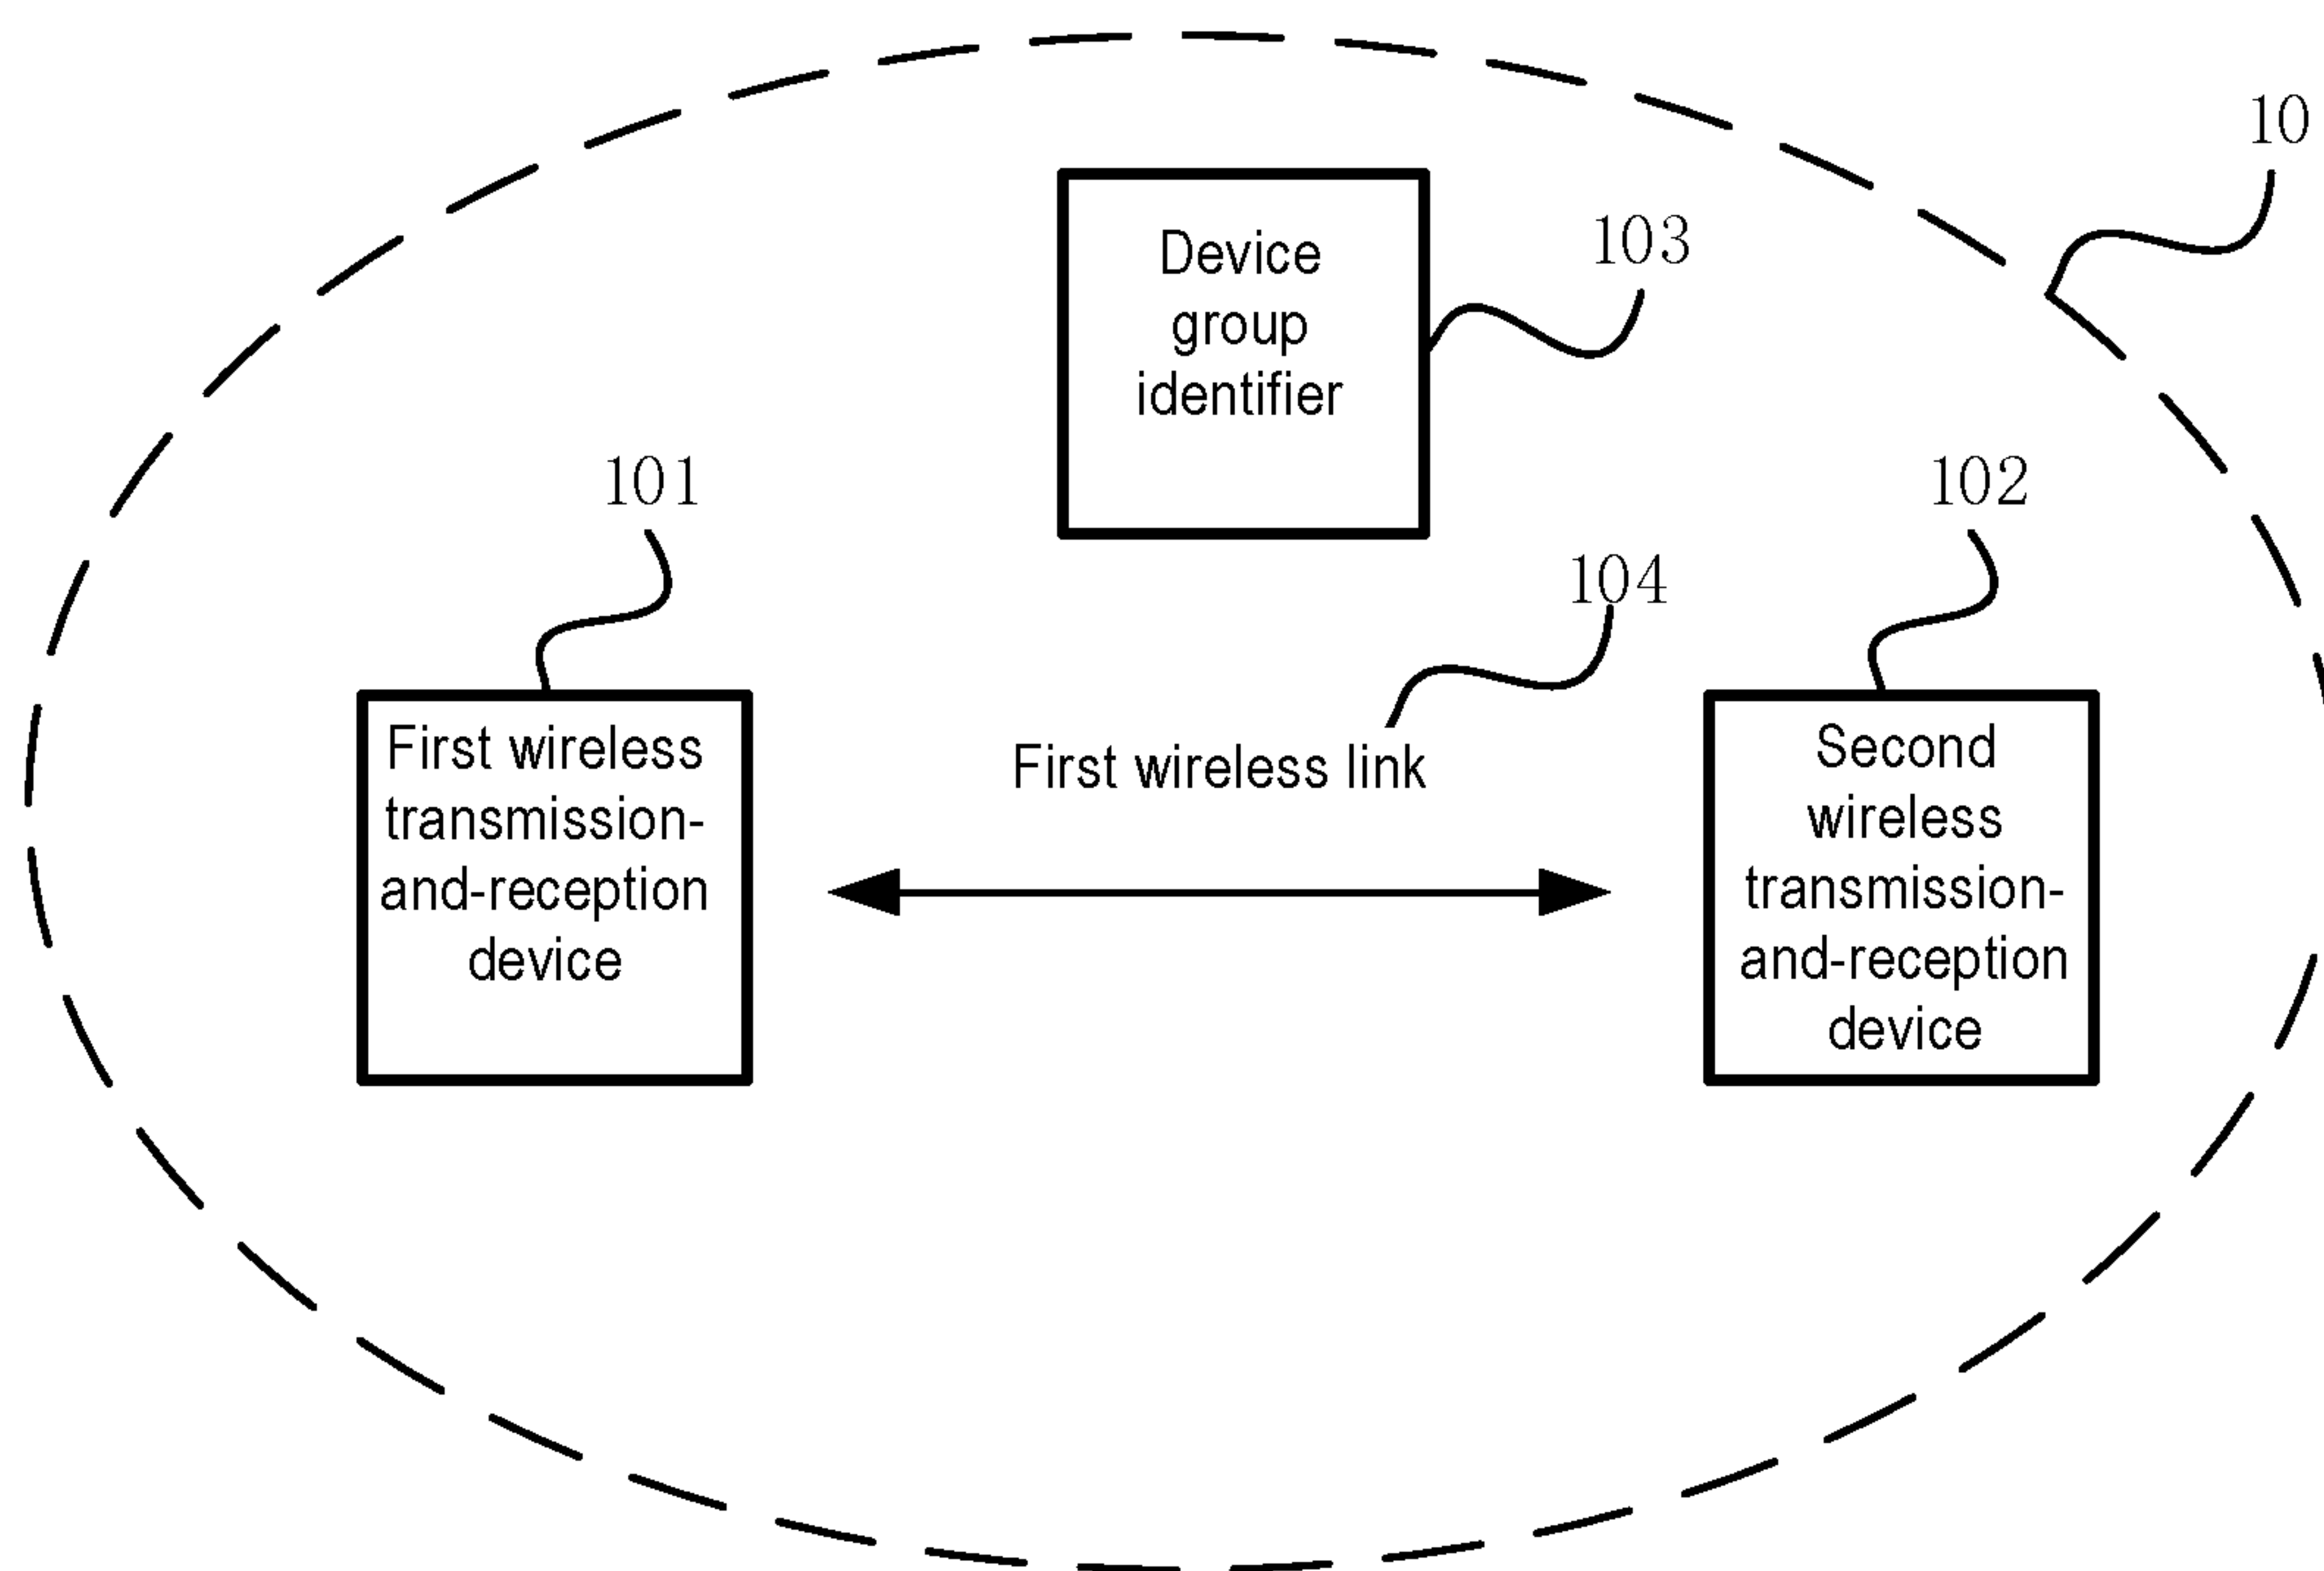 10
103
Device
group
identifier
101
102
104
First wireless
transmission-
and-reception
device
First wireless link
Second
wireless
transmission-
and-reception
device